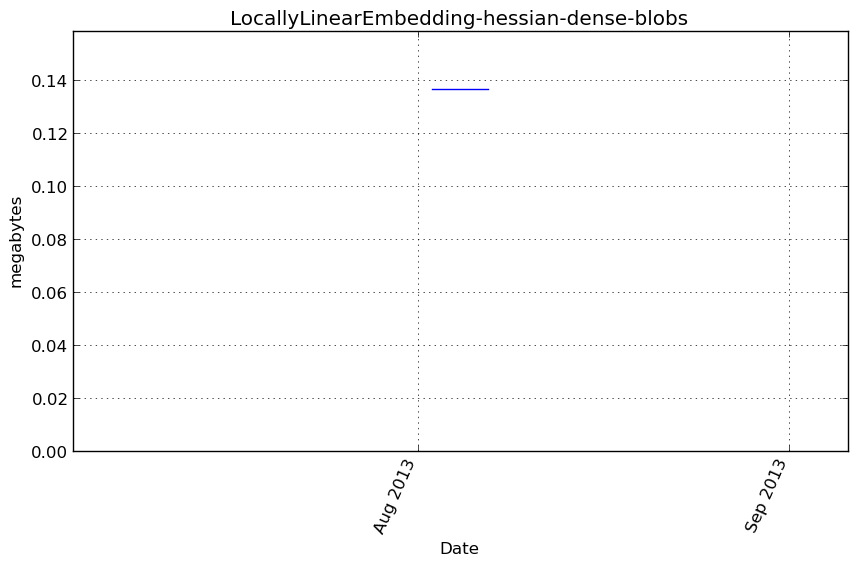 LocallyLinearEmbedding-hessian-dense-blobs
megabytes
0.14
0.12
0.10
0.08
0.06
0.04
0.02
0.00
Aug 2013
Sep 2013
Date